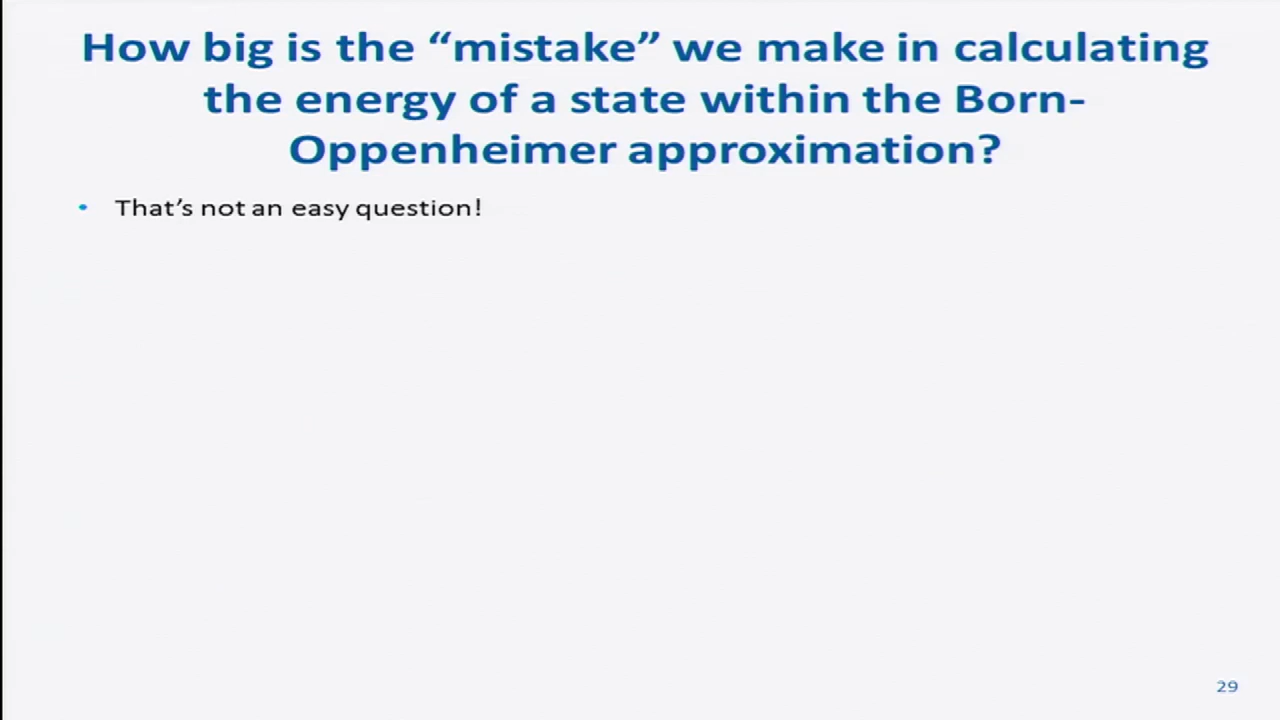 How big is the “mistake” we make in calculating
the energy of a state within the Born-
Oppenheimer approximation?
• That’s not an easy question!
29